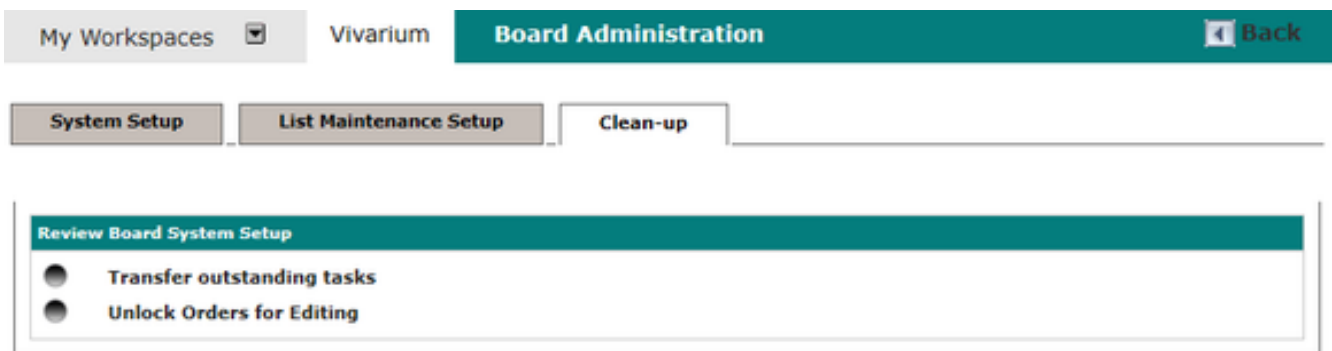 My Workspaces Vivarium Board Administration Back
System Setup List Maintenance Setup Clean-up
Review Board System Setup
Transfer outstanding tasks
Unlock Orders for Editing